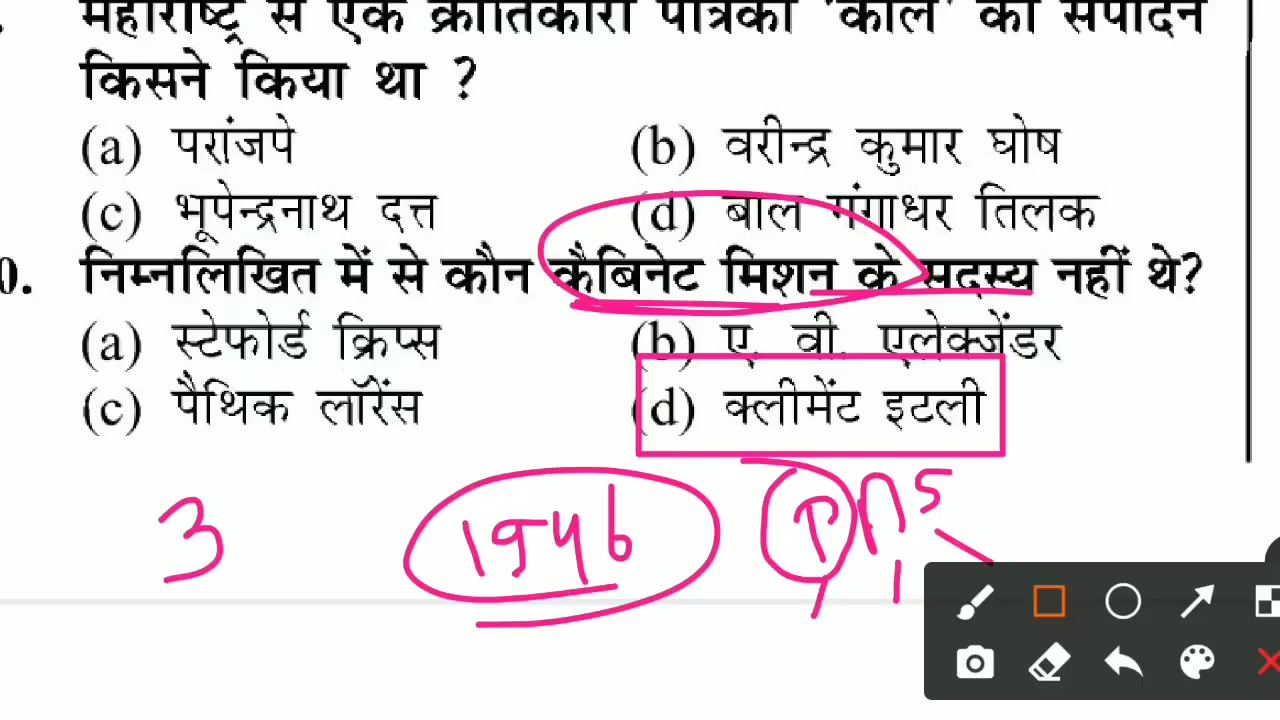 महाराष्ट्र से एक क्रांतिकारी पत्रिका 'काल' का संपादन
किसने किया था ?
(a) परांजपे (b) वरीन्द्र कुमार घोष
(c) भूपेन्द्रनाथ दत्त (d) बाल गंगाधर तिलक
0. निम्नलिखित में से कौन कैबिनेट मिशन के सदस्य नहीं थे?
(a) स्टेफोर्ड क्रिप्स (b) ए. वी. एलेक्जेंडर
(c) पैथिक लॉरेंस (d) क्लीमेंट इटली
3 1946 P A S